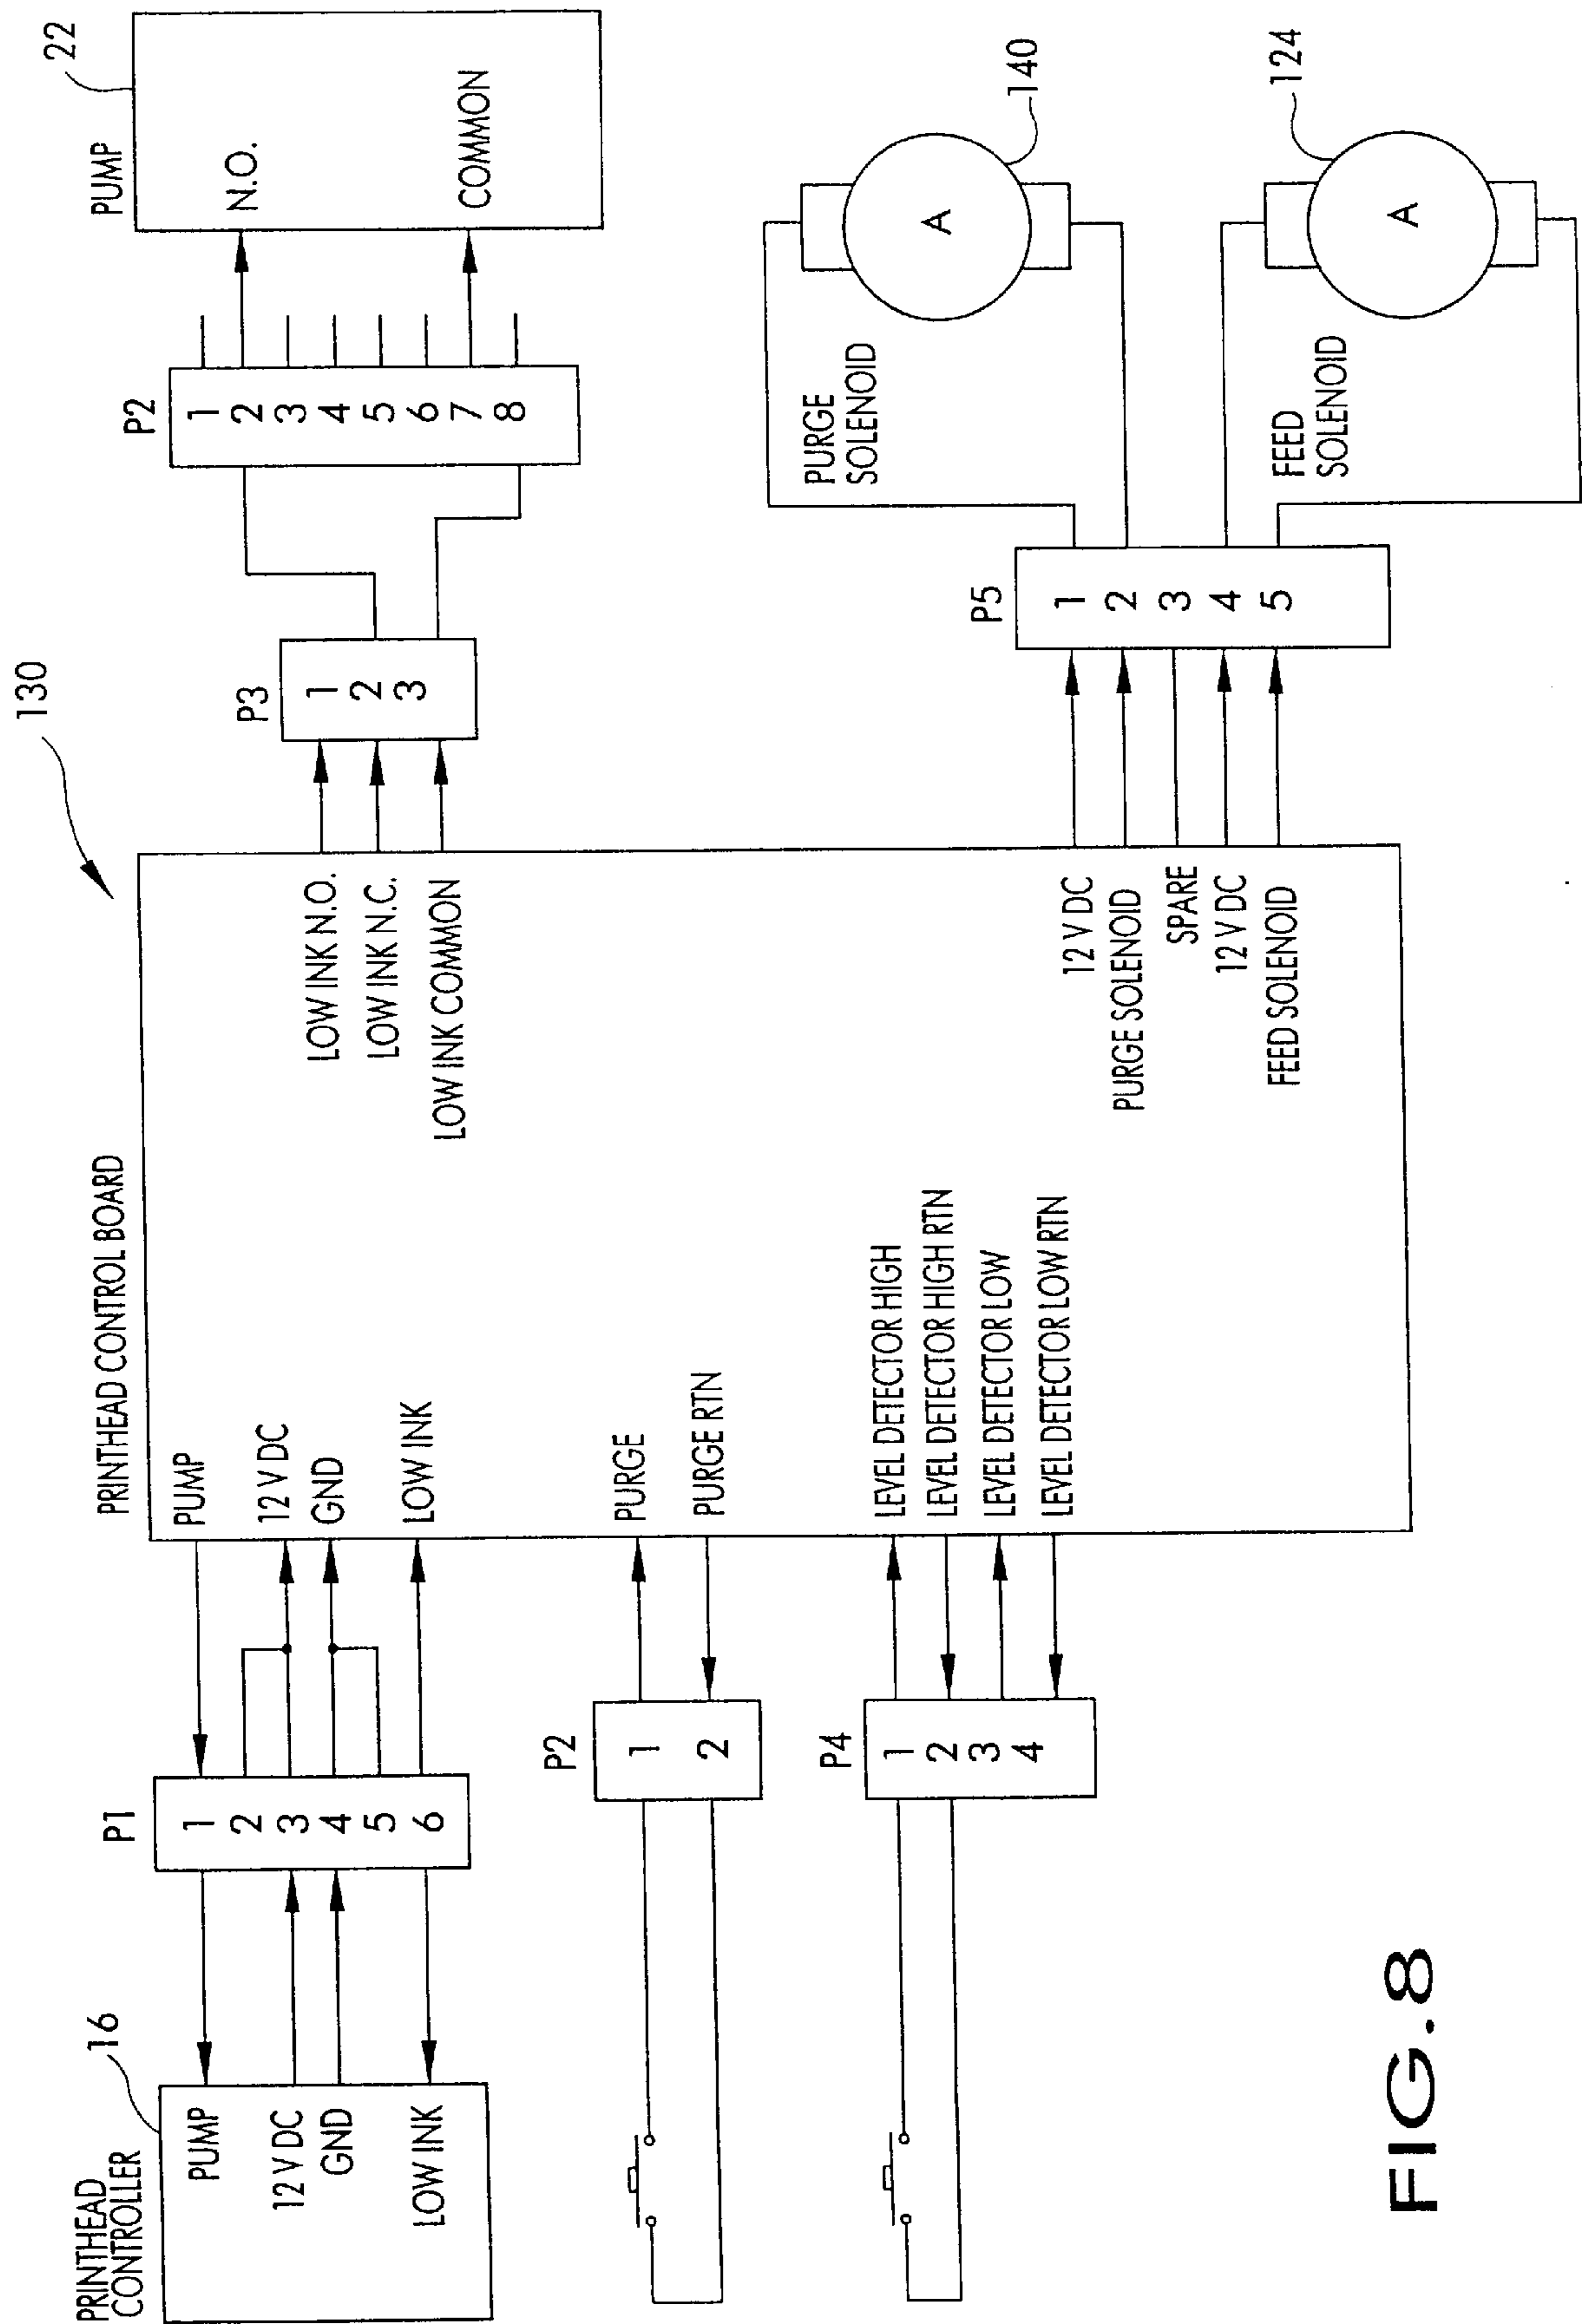 130
PRINTHEAD
CONTROLLER
16
PUMP
12 V DC
GND
LOW INK
P1
1
2
3
4
5
6
P2
1
2
P4
1
2
3
4
PRINTHEAD CONTROL BOARD
PUMP
12 V DC
GND
LOW INK
PURGE
PURGE RTN
LEVEL DETECTOR HIGH
LEVEL DETECTOR HIGH RTN
LEVEL DETECTOR LOW
LEVEL DETECTOR LOW RTN
LOW INK N.O.
LOW INK N.C.
LOW INK COMMON
12 V DC
PURGE SOLENOID
SPARE
12 V DC
FEED SOLENOID
P3
1
2
3
P2
1
2
3
4
5
6
7
8
PUMP
22
N.O.
COMMON
P5
1
2
3
4
5
PURGE
SOLENOID
A
140
FEED
SOLENOID
A
124
FIG.8